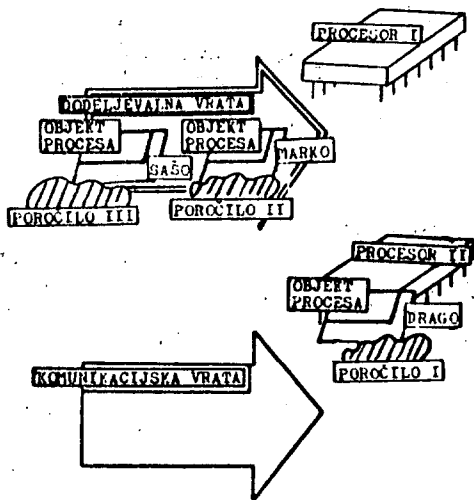 PROCESOR I
DODELJEVALNA VRATA
OBJEKT
PROCESA
OBJEKT
PROCESA
SAŠO
MARKO
POROČILO III
POROČILO II
PROCESOR II
OBJEKT
PROCESA
DRAGO
POROČILO I
KOMUNIKACIJSKA VRATA